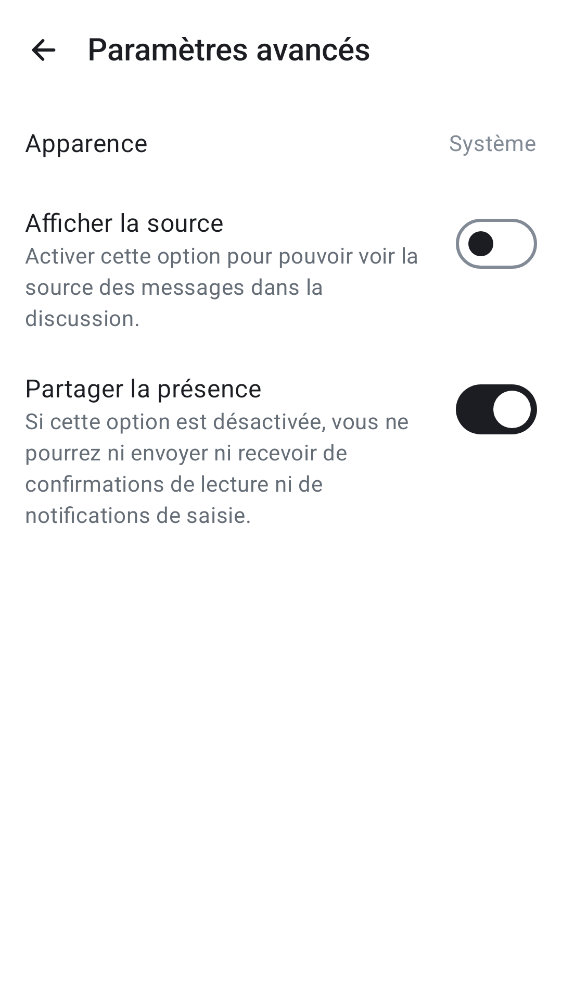 Paramètres avancés
Apparence
Système
Afficher la source
Activer cette option pour pouvoir voir la
source des messages dans la
discussion.
Partager la présence
Si cette option est désactivée, vous ne
pourrez ni envoyer ni recevoir de
confirmations de lecture ni de
notifications de saisie.